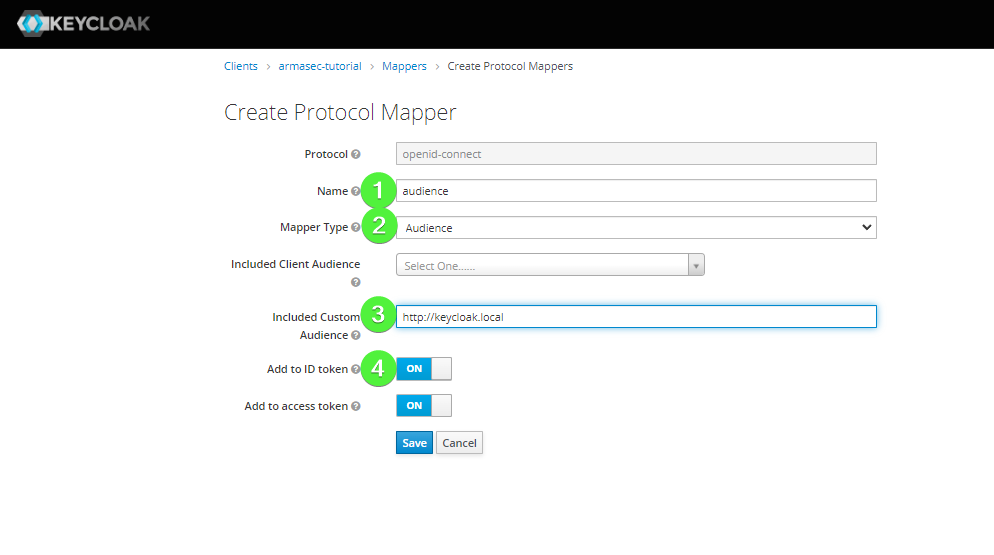 KEYCLOAK
Clients > armasec-tutorial > Mappers > Create Protocol Mappers
Create Protocol Mapper
Protocol ? openid-connect
Name ? 1 audience
Mapper Type ? 2 Audience
Included Client Audience
? Select One......
Included Custom
Audience ? 3 http://keycloak.local
Add to ID token ? 4 ON
Add to access token ? ON
Save Cancel